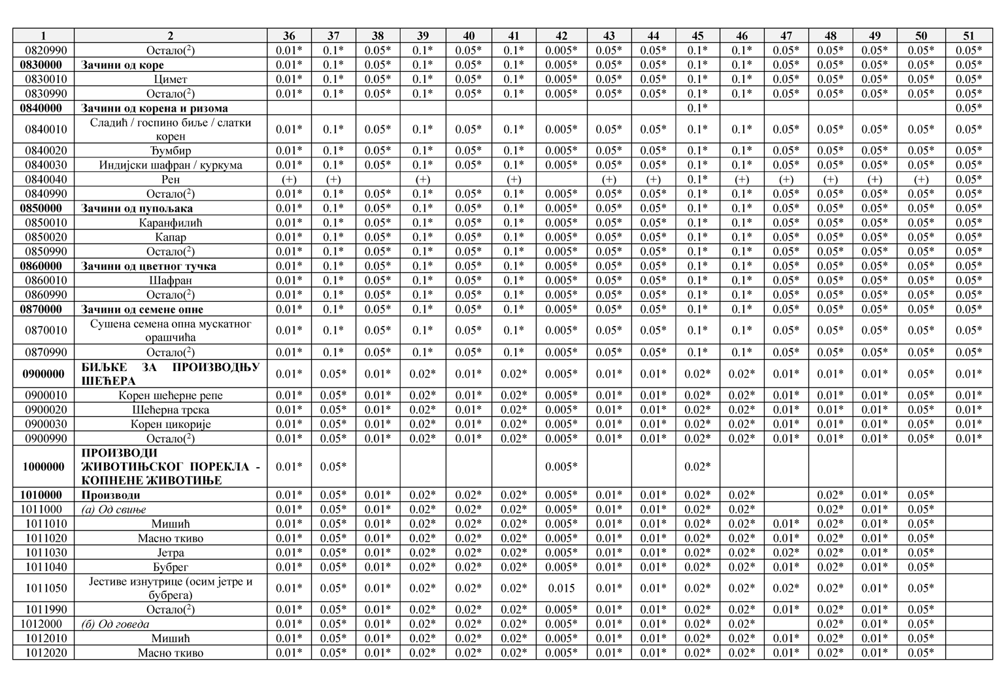 1 2 36 37 38 39 40 41 42 43 44 45 46 47 48 49 50 51
0820990 Остало(2) 0.01* 0.1* 0.05* 0.1* 0.05* 0.1* 0.005* 0.05* 0.05* 0.1* 0.1* 0.05* 0.05* 0.05* 0.05* 0.05*
0830000 Зачини од коре 0.01* 0.1* 0.05* 0.1* 0.05* 0.1* 0.005* 0.05* 0.05* 0.1* 0.1* 0.05* 0.05* 0.05* 0.05* 0.05*
0830010 Цимет 0.01* 0.1* 0.05* 0.1* 0.05* 0.1* 0.005* 0.05* 0.05* 0.1* 0.1* 0.05* 0.05* 0.05* 0.05* 0.05*
0830990 Остало(2) 0.01* 0.1* 0.05* 0.1* 0.05* 0.1* 0.005* 0.05* 0.05* 0.1* 0.1* 0.05* 0.05* 0.05* 0.05* 0.05*
0840000 Зачини од корена и ризома 0.1* 0.05*
0840010 Сладић / госпино биље / слатки
корен 0.01* 0.1* 0.05* 0.1* 0.05* 0.1* 0.005* 0.05* 0.05* 0.1* 0.1* 0.05* 0.05* 0.05* 0.05* 0.05*
0840020 Ђумбир 0.01* 0.1* 0.05* 0.1* 0.05* 0.1* 0.005* 0.05* 0.05* 0.1* 0.1* 0.05* 0.05* 0.05* 0.05* 0.05*
0840030 Индијски шафран / куркума 0.01* 0.1* 0.05* 0.1* 0.05* 0.1* 0.005* 0.05* 0.05* 0.1* 0.1* 0.05* 0.05* 0.05* 0.05* 0.05*
0840040 Рен (+) (+) (+) (+) (+) (+) 0.1* (+) (+) (+) (+) (+) 0.05*
0840990 Остало(2) 0.01* 0.1* 0.05* 0.1* 0.05* 0.1* 0.005* 0.05* 0.05* 0.1* 0.1* 0.05* 0.05* 0.05* 0.05* 0.05*
0850000 Зачини од пупољака 0.01* 0.1* 0.05* 0.1* 0.05* 0.1* 0.005* 0.05* 0.05* 0.1* 0.1* 0.05* 0.05* 0.05* 0.05* 0.05*
0850010 Каранфилић 0.01* 0.1* 0.05* 0.1* 0.05* 0.1* 0.005* 0.05* 0.05* 0.1* 0.1* 0.05* 0.05* 0.05* 0.05* 0.05*
0850020 Капар 0.01* 0.1* 0.05* 0.1* 0.05* 0.1* 0.005* 0.05* 0.05* 0.1* 0.1* 0.05* 0.05* 0.05* 0.05* 0.05*
0850990 Остало(2) 0.01* 0.1* 0.05* 0.1* 0.05* 0.1* 0.005* 0.05* 0.05* 0.1* 0.1* 0.05* 0.05* 0.05* 0.05* 0.05*
0860000 Зачини од цветног тучка 0.01* 0.1* 0.05* 0.1* 0.05* 0.1* 0.005* 0.05* 0.05* 0.1* 0.1* 0.05* 0.05* 0.05* 0.05* 0.05*
0860010 Шафран 0.01* 0.1* 0.05* 0.1* 0.05* 0.1* 0.005* 0.05* 0.05* 0.1* 0.1* 0.05* 0.05* 0.05* 0.05* 0.05*
0860990 Остало(2) 0.01* 0.1* 0.05* 0.1* 0.05* 0.1* 0.005* 0.05* 0.05* 0.1* 0.1* 0.05* 0.05* 0.05* 0.05* 0.05*
0870000 Зачини од семене опне 0.01* 0.1* 0.05* 0.1* 0.05* 0.1* 0.005* 0.05* 0.05* 0.1* 0.1* 0.05* 0.05* 0.05* 0.05* 0.05*
0870010 Сушена семена опна мускатног
орашчића 0.01* 0.1* 0.05* 0.1* 0.05* 0.1* 0.005* 0.05* 0.05* 0.1* 0.1* 0.05* 0.05* 0.05* 0.05* 0.05*
0870990 Остало(2) 0.01* 0.1* 0.05* 0.1* 0.05* 0.1* 0.005* 0.05* 0.05* 0.1* 0.1* 0.05* 0.05* 0.05* 0.05* 0.05*
0900000 БИЉКЕ ЗА ПРОИЗВОДЊУ
ШЕЋЕРА 0.01* 0.05* 0.01* 0.02* 0.01* 0.02* 0.005* 0.01* 0.01* 0.02* 0.02* 0.01* 0.01* 0.01* 0.05* 0.01*
0900010 Корен шећерне репе 0.01* 0.05* 0.01* 0.02* 0.01* 0.02* 0.005* 0.01* 0.01* 0.02* 0.02* 0.01* 0.01* 0.01* 0.05* 0.01*
0900020 Шећерна трска 0.01* 0.05* 0.01* 0.02* 0.01* 0.02* 0.005* 0.01* 0.01* 0.02* 0.02* 0.01* 0.01* 0.01* 0.05* 0.01*
0900030 Корен цикорије 0.01* 0.05* 0.01* 0.02* 0.01* 0.02* 0.005* 0.01* 0.01* 0.02* 0.02* 0.01* 0.01* 0.01* 0.05* 0.01*
0900990 Остало(2) 0.01* 0.05* 0.01* 0.02* 0.01* 0.02* 0.005* 0.01* 0.01* 0.02* 0.02* 0.01* 0.01* 0.01* 0.05* 0.01*
1000000 ПРОИЗВОДИ
ЖИВОТИЊСКОГ ПОРЕКЛА - 0.01* 0.05* 0.005* 0.02*
КОПНЕНЕ ЖИВОТИЊЕ
1010000 Производи 0.01* 0.05* 0.01* 0.02* 0.02* 0.02* 0.005* 0.01* 0.01* 0.02* 0.02* 0.02* 0.01* 0.05*
1011000 (а) Од свиње 0.01* 0.05* 0.01* 0.02* 0.02* 0.02* 0.005* 0.01* 0.01* 0.02* 0.02* 0.02* 0.01* 0.05*
1011010 Мишић 0.01* 0.05* 0.01* 0.02* 0.02* 0.02* 0.005* 0.01* 0.01* 0.02* 0.02* 0.01* 0.02* 0.01* 0.05*
1011020 Масно ткиво 0.01* 0.05* 0.01* 0.02* 0.02* 0.02* 0.005* 0.01* 0.01* 0.02* 0.02* 0.01* 0.02* 0.01* 0.05*
1011030 Јетра 0.01* 0.05* 0.01* 0.02* 0.02* 0.02* 0.005* 0.01* 0.01* 0.02* 0.02* 0.02* 0.02* 0.01* 0.05*
1011040 Бубрег 0.01* 0.05* 0.01* 0.02* 0.02* 0.02* 0.005* 0.01* 0.01* 0.02* 0.02* 0.01* 0.02* 0.01* 0.05*
1011050 Јестиве изнутрице (осим јетре и
бубрега) 0.01* 0.05* 0.01* 0.02* 0.02* 0.02* 0.015 0.01* 0.01* 0.02* 0.02* 0.02* 0.02* 0.01* 0.05*
1011990 Остало(2) 0.01* 0.05* 0.01* 0.02* 0.02* 0.02* 0.005* 0.01* 0.01* 0.02* 0.02* 0.01* 0.02* 0.01* 0.05*
1012000 (б) Од говеда 0.01* 0.05* 0.01* 0.02* 0.02* 0.02* 0.005* 0.01* 0.01* 0.02* 0.02* 0.02* 0.01* 0.05*
1012010 Мишић 0.01* 0.05* 0.01* 0.02* 0.02* 0.02* 0.005* 0.01* 0.01* 0.02* 0.02* 0.01* 0.02* 0.01* 0.05*
1012020 Масно ткиво 0.01* 0.05* 0.01* 0.02* 0.02* 0.02* 0.005* 0.01* 0.01* 0.02* 0.02* 0.01* 0.02* 0.01* 0.05*